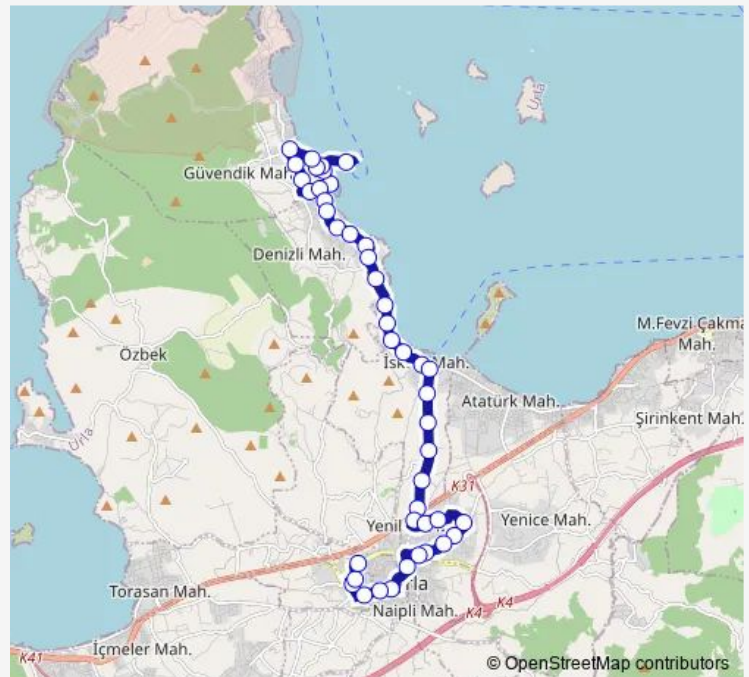 Urla
Güvendik Mah.
Denizli Mah.
M.Fevzi Çakma
Mah.
Özbek
Mah.
Atatürk Mah.
Şirinkent Mah.
Urla
K31
Yenice Mah.
Torasan Mah.
Naipli Mah.
K4
K4
İçmeler Mah.
K41
© OpenStreetMap contributors